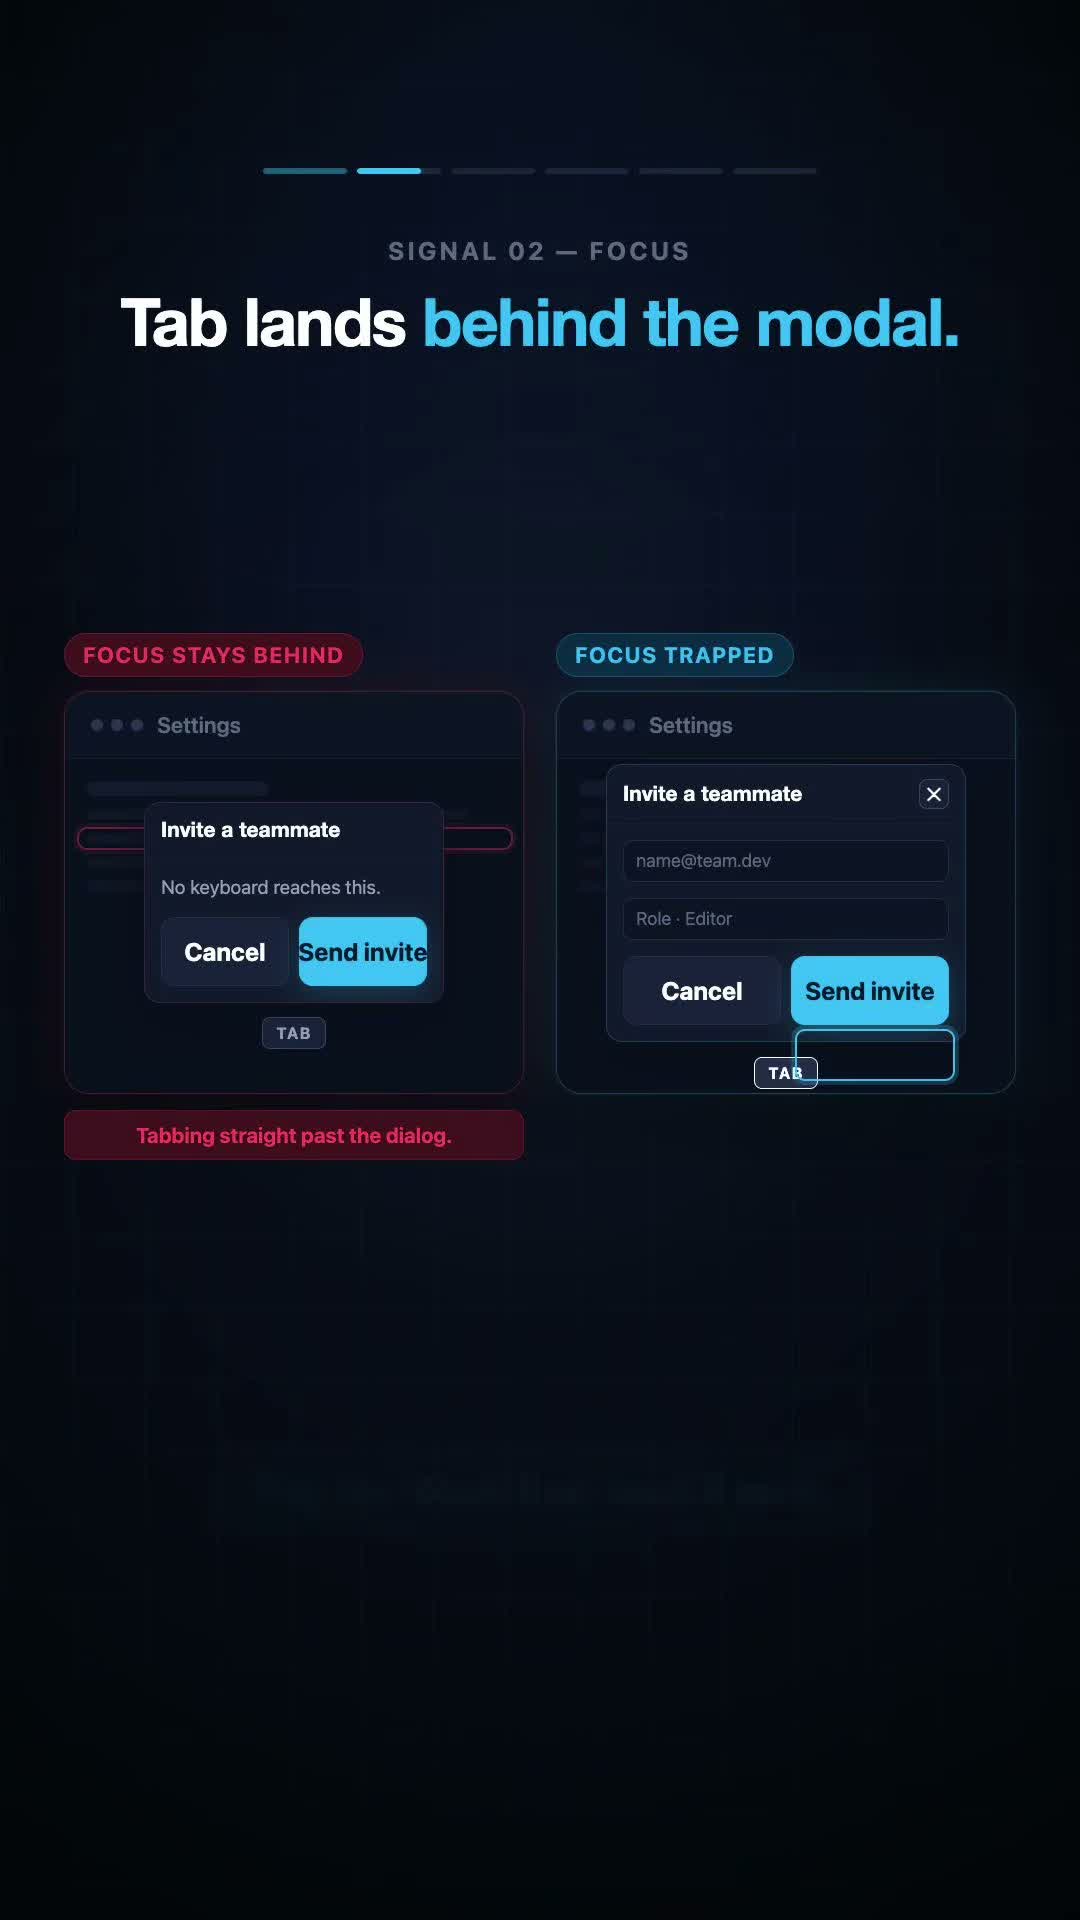 SIGNAL 02 — FOCUS
Tab lands behind the modal.
FOCUS STAYS BEHIND
Settings
Invite a teammate
No keyboard reaches this.
Cancel
Send invite
TAB
Tabbing straight past the dialog.
FOCUS TRAPPED
Settings
Invite a teammate
name@team.dev
Role · Editor
Cancel
Send invite
TAB